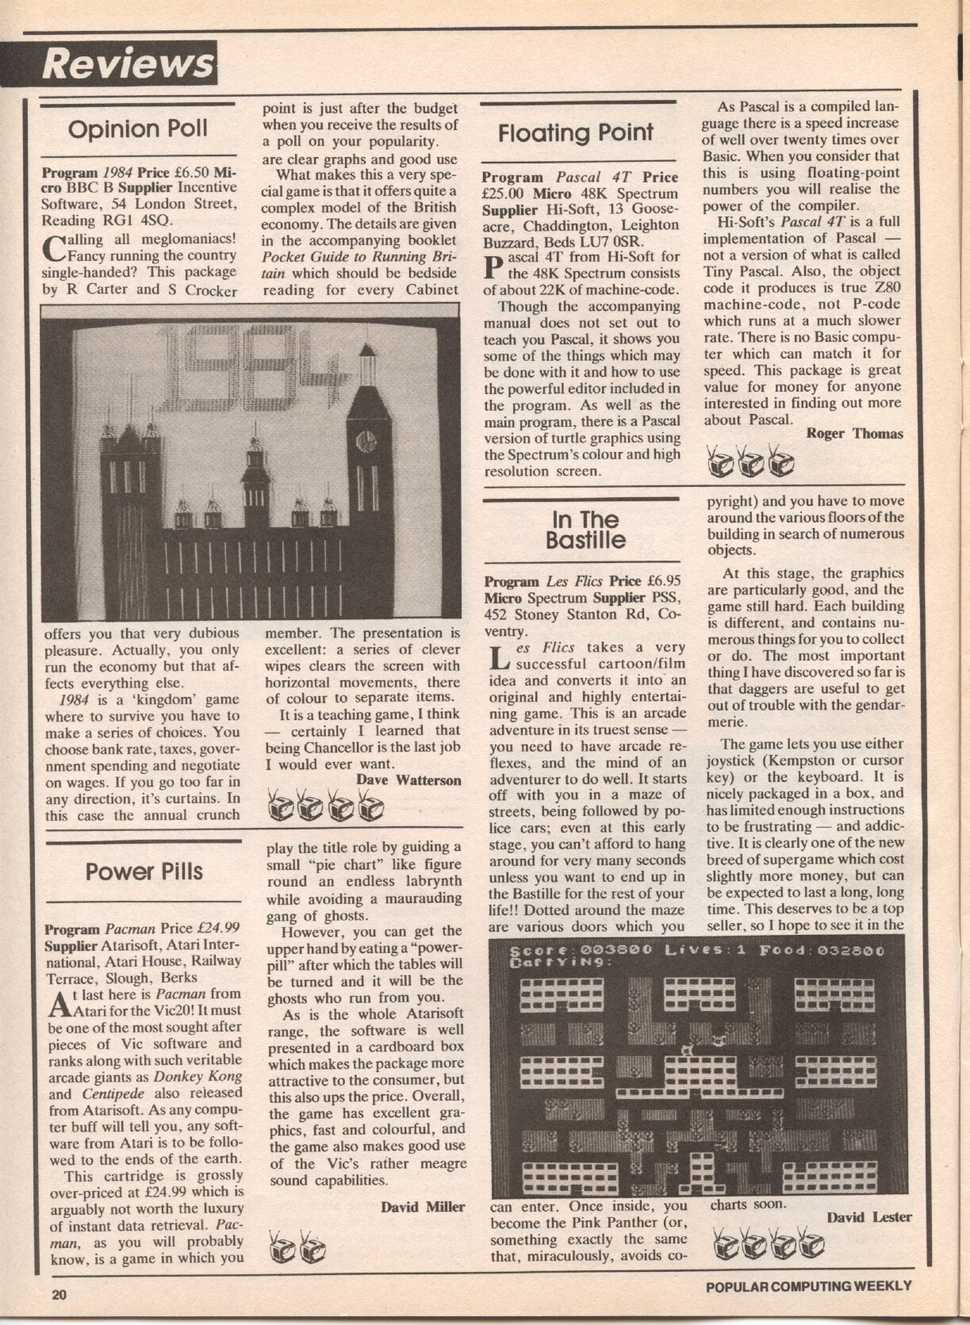 Reviews
Opinion Poll
Program 1984 Price £6.50 Mi-
cro BBC B Supplier Incentive
Software, 54 London Street,
Reading RG1 4SQ.
Calling all meglomaniacs!
Fancy running the country
single-handed? This package
by R Carter and S Crocker
offers you that very dubious
pleasure. Actually, you only
run the economy but that af-
fects everything else.
1984 is a ‘kingdom’ game
where to survive you have to
make a series of choices. You
choose bank rate, taxes, gover-
nment spending and negotiate
on wages. If you go too far in
any direction, it's curtains. In
this case the annual crunch
point is just after the budget
when you receive the results of
a poll on your popularity.
are clear graphs and good use
What makes this a very spe-
cial game is that it offers quite a
complex model of the British
economy. The details are given
in the accompanying booklet
Pocket Guide to Running Bri-
tain which should be bedside
reading for every Cabinet
1984
member. The presentation is
excellent: a series of clever
wipes clears the screen with
horizontal movements, there
of colour to separate items.
It is a teaching game, I think
— certainly I learned that
being Chancellor is the last job
I would ever want.
Dave Watterson
Power Pills
Program Pacman Price £24.99
Supplier Atarisoft, Atari Inter-
national, Atari House, Railway
Terrace, Slough, Berks
At last here is Pacman from
Atari for the Vic20! It must
be one of the most sought after
pieces of Vic software and
ranks along with such veritable
arcade giants as Donkey Kong
and Centipede also released
from Atarisoft. As any compu-
ter buff will tell you, any soft-
ware from Atari is to be follo-
wed to the ends of the earth.
This cartridge is grossly
over-priced at £24.99 which is
arguably not worth the luxury
of instant data retrieval. Pac-
man, as you will probably
know, is a game in which you
play the title role by guiding a
small “pie chart” like figure
round an endless labrynth
while avoiding a maurauding
gang of ghosts.
However, you can get the
upper hand by eating a “power-
pill” after which the tables will
be turned and it will be the
ghosts who run from you.
As is the whole Atarisoft
range, the software is well
presented in a cardboard box
which makes the package more
attractive to the consumer, but
this also ups the price. Overall,
the game has excellent gra-
phics, fast and colourful, and
the game also makes good use
of the Vic's rather meagre
sound capabilities.
David Miller
Floating Point
Program Pascal 4T Price
£25.00 Micro 48K Spectrum
Supplier Hi-Soft, 13 Goose-
acre, Chaddington, Leighton
Buzzard, Beds LU7 0SR.
Pascal 4T from Hi-Soft for
the 48K Spectrum consists
of about 22K of machine-code.
Though the accompanying
manual does not set out to
teach you Pascal, it shows you
some of the things which may
be done with it and how to use
the powerful editor included in
the program. As well as the
main program, there is a Pascal
version of turtle graphics using
the Spectrum's colour and high
resolution screen.
As Pascal is a compiled lan-
guage there is a speed increase
of well over twenty times over
Basic. When you consider that
this is using floating-point
numbers you will realise the
power of the compiler.
Hi-Soft's Pascal 4T is a full
implementation of Pascal —
not a version of what is called
Tiny Pascal. Also, the object
code it produces is true Z80
machine-code, not P-code
which runs at a much slower
rate. There is no Basic compu-
ter which can match it for
speed. This package is great
value for money for anyone
interested in finding out more
about Pascal.
Roger Thomas
In The
Bastille
Program Les Flics Price £6.95
Micro Spectrum Supplier PSS,
452 Stoney Stanton Rd, Co-
ventry.
Les Flics takes a very
successful cartoon/film
idea and converts it into an
original and highly entertai-
ning game. This is an arcade
adventure in its truest sense —
you need to have arcade re-
flexes, and the mind of an
adventurer to do well. It starts
off with you in a maze of
streets, being followed by po-
lice cars; even at this early
stage, you can't afford to hang
around for very many seconds
unless you want to end up in
the Bastille for the rest of your
life!! Dotted around the maze
are various doors which you
can enter. Once inside, you
become the Pink Panther (or,
something exactly the same
that, miraculously, avoids co-
pyright) and you have to move
around the various floors of the
building in search of numerous
objects.
At this stage, the graphics
are particularly good, and the
game still hard. Each building
is different, and contains nu-
merous things for you to collect
or do. The most important
thing I have discovered so far is
that daggers are useful to get
out of trouble with the gendar-
merie.
The game lets you use either
joystick (Kempston or cursor
key) or the keyboard. It is
nicely packaged in a box, and
has limited enough instructions
to be frustrating — and addic-
tive. It is clearly one of the new
breed of supergame which cost
slightly more money, but can
be expected to last a long, long
time. This deserves to be a top
seller, so I hope to see it in the
Score:003800 Lives:1 Food:032800
Carrying:
charts soon.
David Lester
20
POPULAR COMPUTING WEEKLY